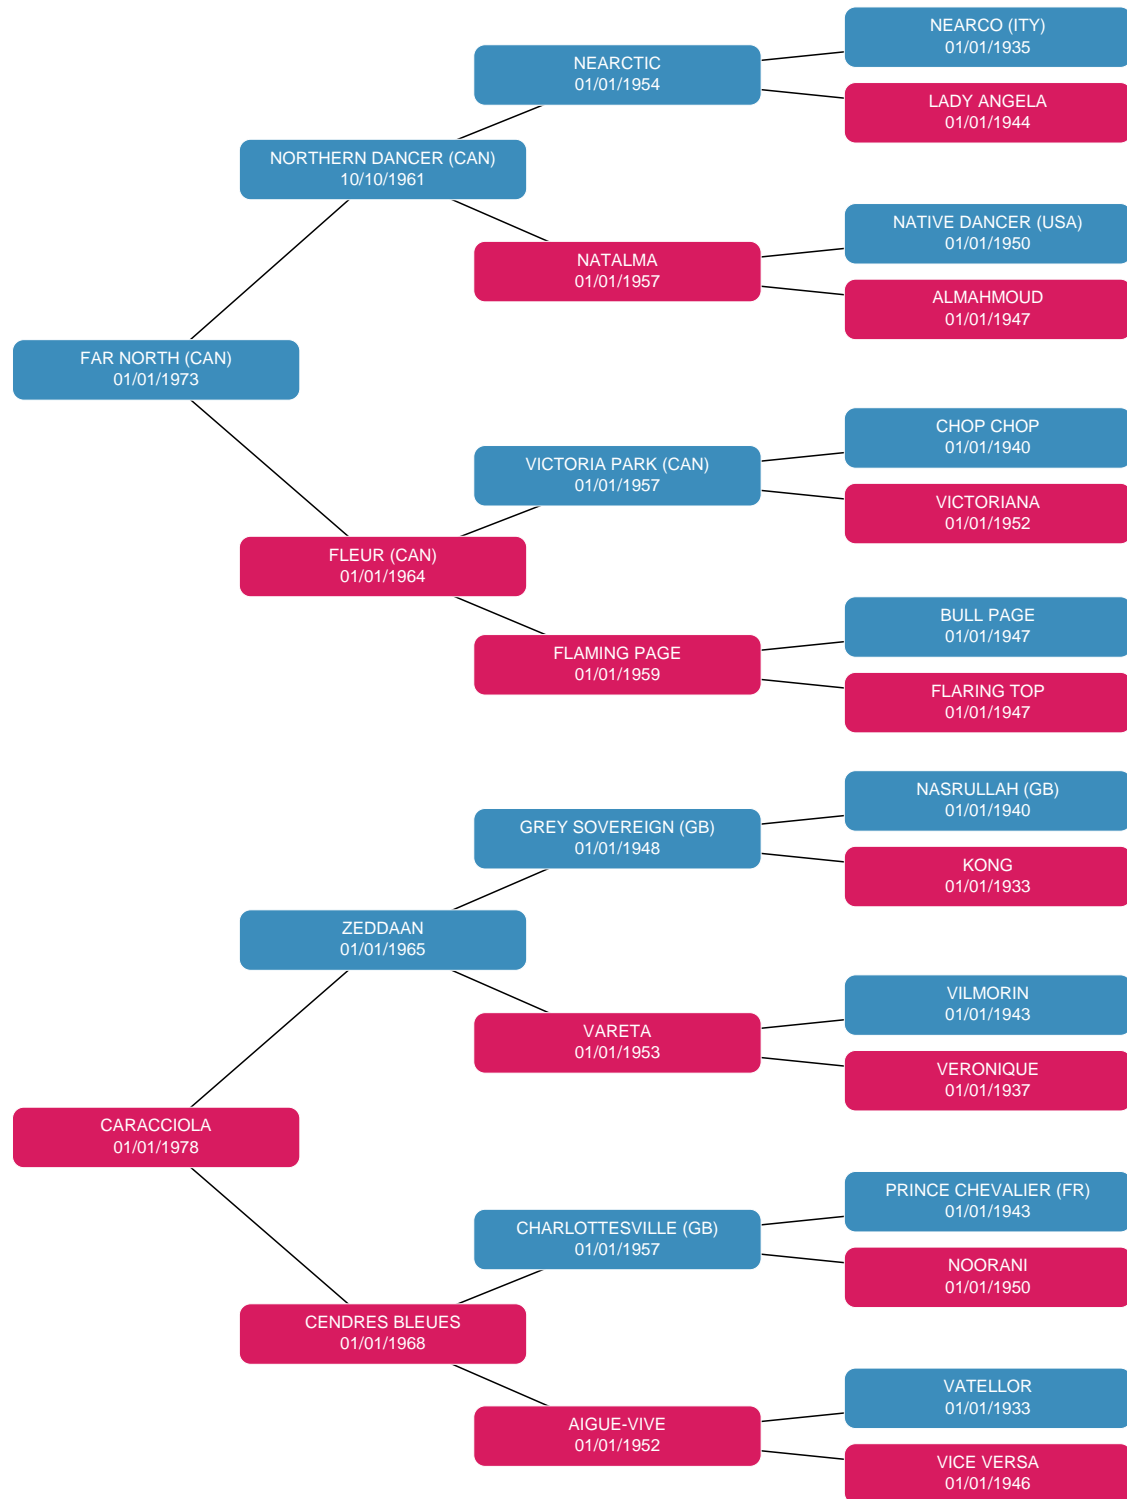 NEARCO (ITY)
01/01/1935
NEARCTIC
01/01/1954
LADY ANGELA
01/01/1944
NORTHERN DANCER (CAN)
10/10/1961
NATIVE DANCER (USA)
01/01/1950
NATALMA
01/01/1957
ALMAHMOUD
01/01/1947
FAR NORTH (CAN)
01/01/1973
CHOP CHOP
01/01/1940
VICTORIA PARK (CAN)
01/01/1957
VICTORIANA
01/01/1952
FLEUR (CAN)
01/01/1964
BULL PAGE
01/01/1947
FLAMING PAGE
01/01/1959
FLARING TOP
01/01/1947
NASRULLAH (GB)
01/01/1940
GREY SOVEREIGN (GB)
01/01/1948
KONG
01/01/1933
ZEDDAAN
01/01/1965
VILMORIN
01/01/1943
VARETA
01/01/1953
VERONIQUE
01/01/1937
CARACCIOLA
01/01/1978
PRINCE CHEVALIER (FR)
01/01/1943
CHARLOTTESVILLE (GB)
01/01/1957
NOORANI
01/01/1950
CENDRES BLEUES
01/01/1968
VATELLOR
01/01/1933
AIGUE-VIVE
01/01/1952
VICE VERSA
01/01/1946